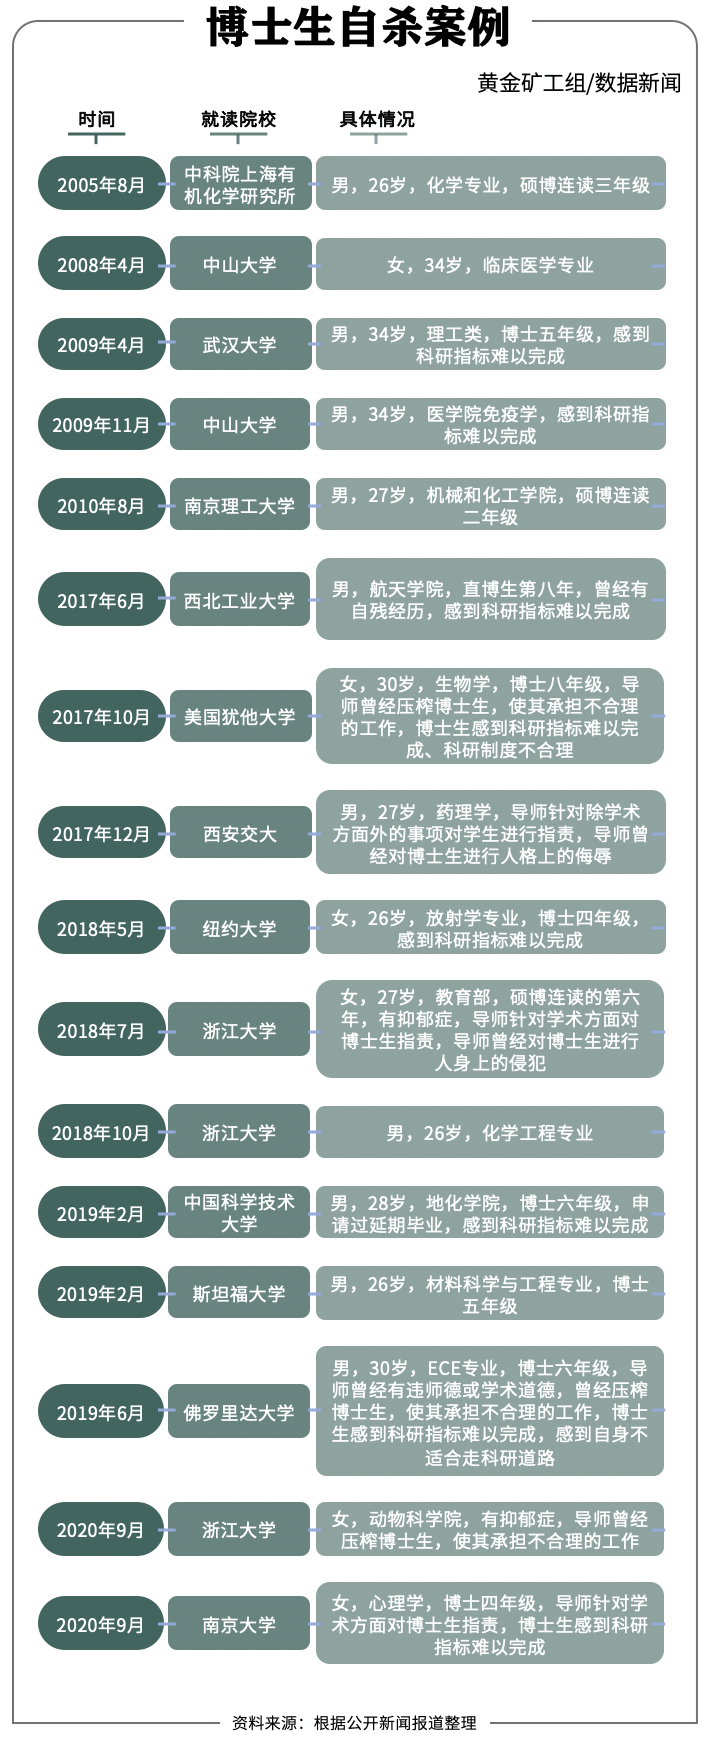 博士生自杀案例
黄金矿工组/数据新闻
时间
就读院校
具体情况
2005年8月
中科院上海有
机化学研究所
男，26岁，化学专业，硕博连读三年级
2008年4月
中山大学
女，34岁，临床医学专业
2009年4月
武汉大学
男，34岁，理工类，博士五年级，感到
科研指标难以完成
2009年11月
中山大学
男，34岁，医学院免疫学，感到科研指
标难以完成
2010年8月
南京理工大学
男，27岁，机械和化工学院，硕博连读
二年级
2017年6月
西北工业大学
男，航天学院，直博生第八年，曾经有
自残经历，感到科研指标难以完成
2017年10月
美国犹他大学
女，30岁，生物学，博士八年级，导
师曾经压榨博士生，使其承担不合理
的工作，博士生感到科研指标难以完
成、科研制度不合理
2017年12月
西安交大
男，27岁，药理学，导师针对除学术
方面外的事项对学生进行指责，导师曾
经对博士生进行人格上的侮辱
2018年5月
纽约大学
女，26岁，放射学专业，博士四年级，
感到科研指标难以完成
2018年7月
浙江大学
女，27岁，教育部，硕博连读的第六
年，有抑郁症，导师针对学术方面对
博士生指责，导师曾经对博士生进行
人身上的侵犯
2018年10月
浙江大学
男，26岁，化学工程专业
2019年2月
中国科学技术
大学
男，28岁，地化学院，博士六年级，申
请过延期毕业，感到科研指标难以完成
2019年2月
斯坦福大学
男，26岁，材料科学与工程专业，博士
五年级
2019年6月
佛罗里达大学
男，30岁，ECE专业，博士六年级，导
师曾经有违师德或学术道德，曾经压榨
博士生，使其承担不合理的工作，博士
生感到科研指标难以完成，感到自身不
适合走科研道路
2020年9月
浙江大学
女，动物科学院，有抑郁症，导师曾经
压榨博士生，使其承担不合理的工作
2020年9月
南京大学
女，心理学，博士四年级，导师针对学
术方面对博士生指责，博士生感到科研
指标难以完成
资料来源：根据公开新闻报道整理